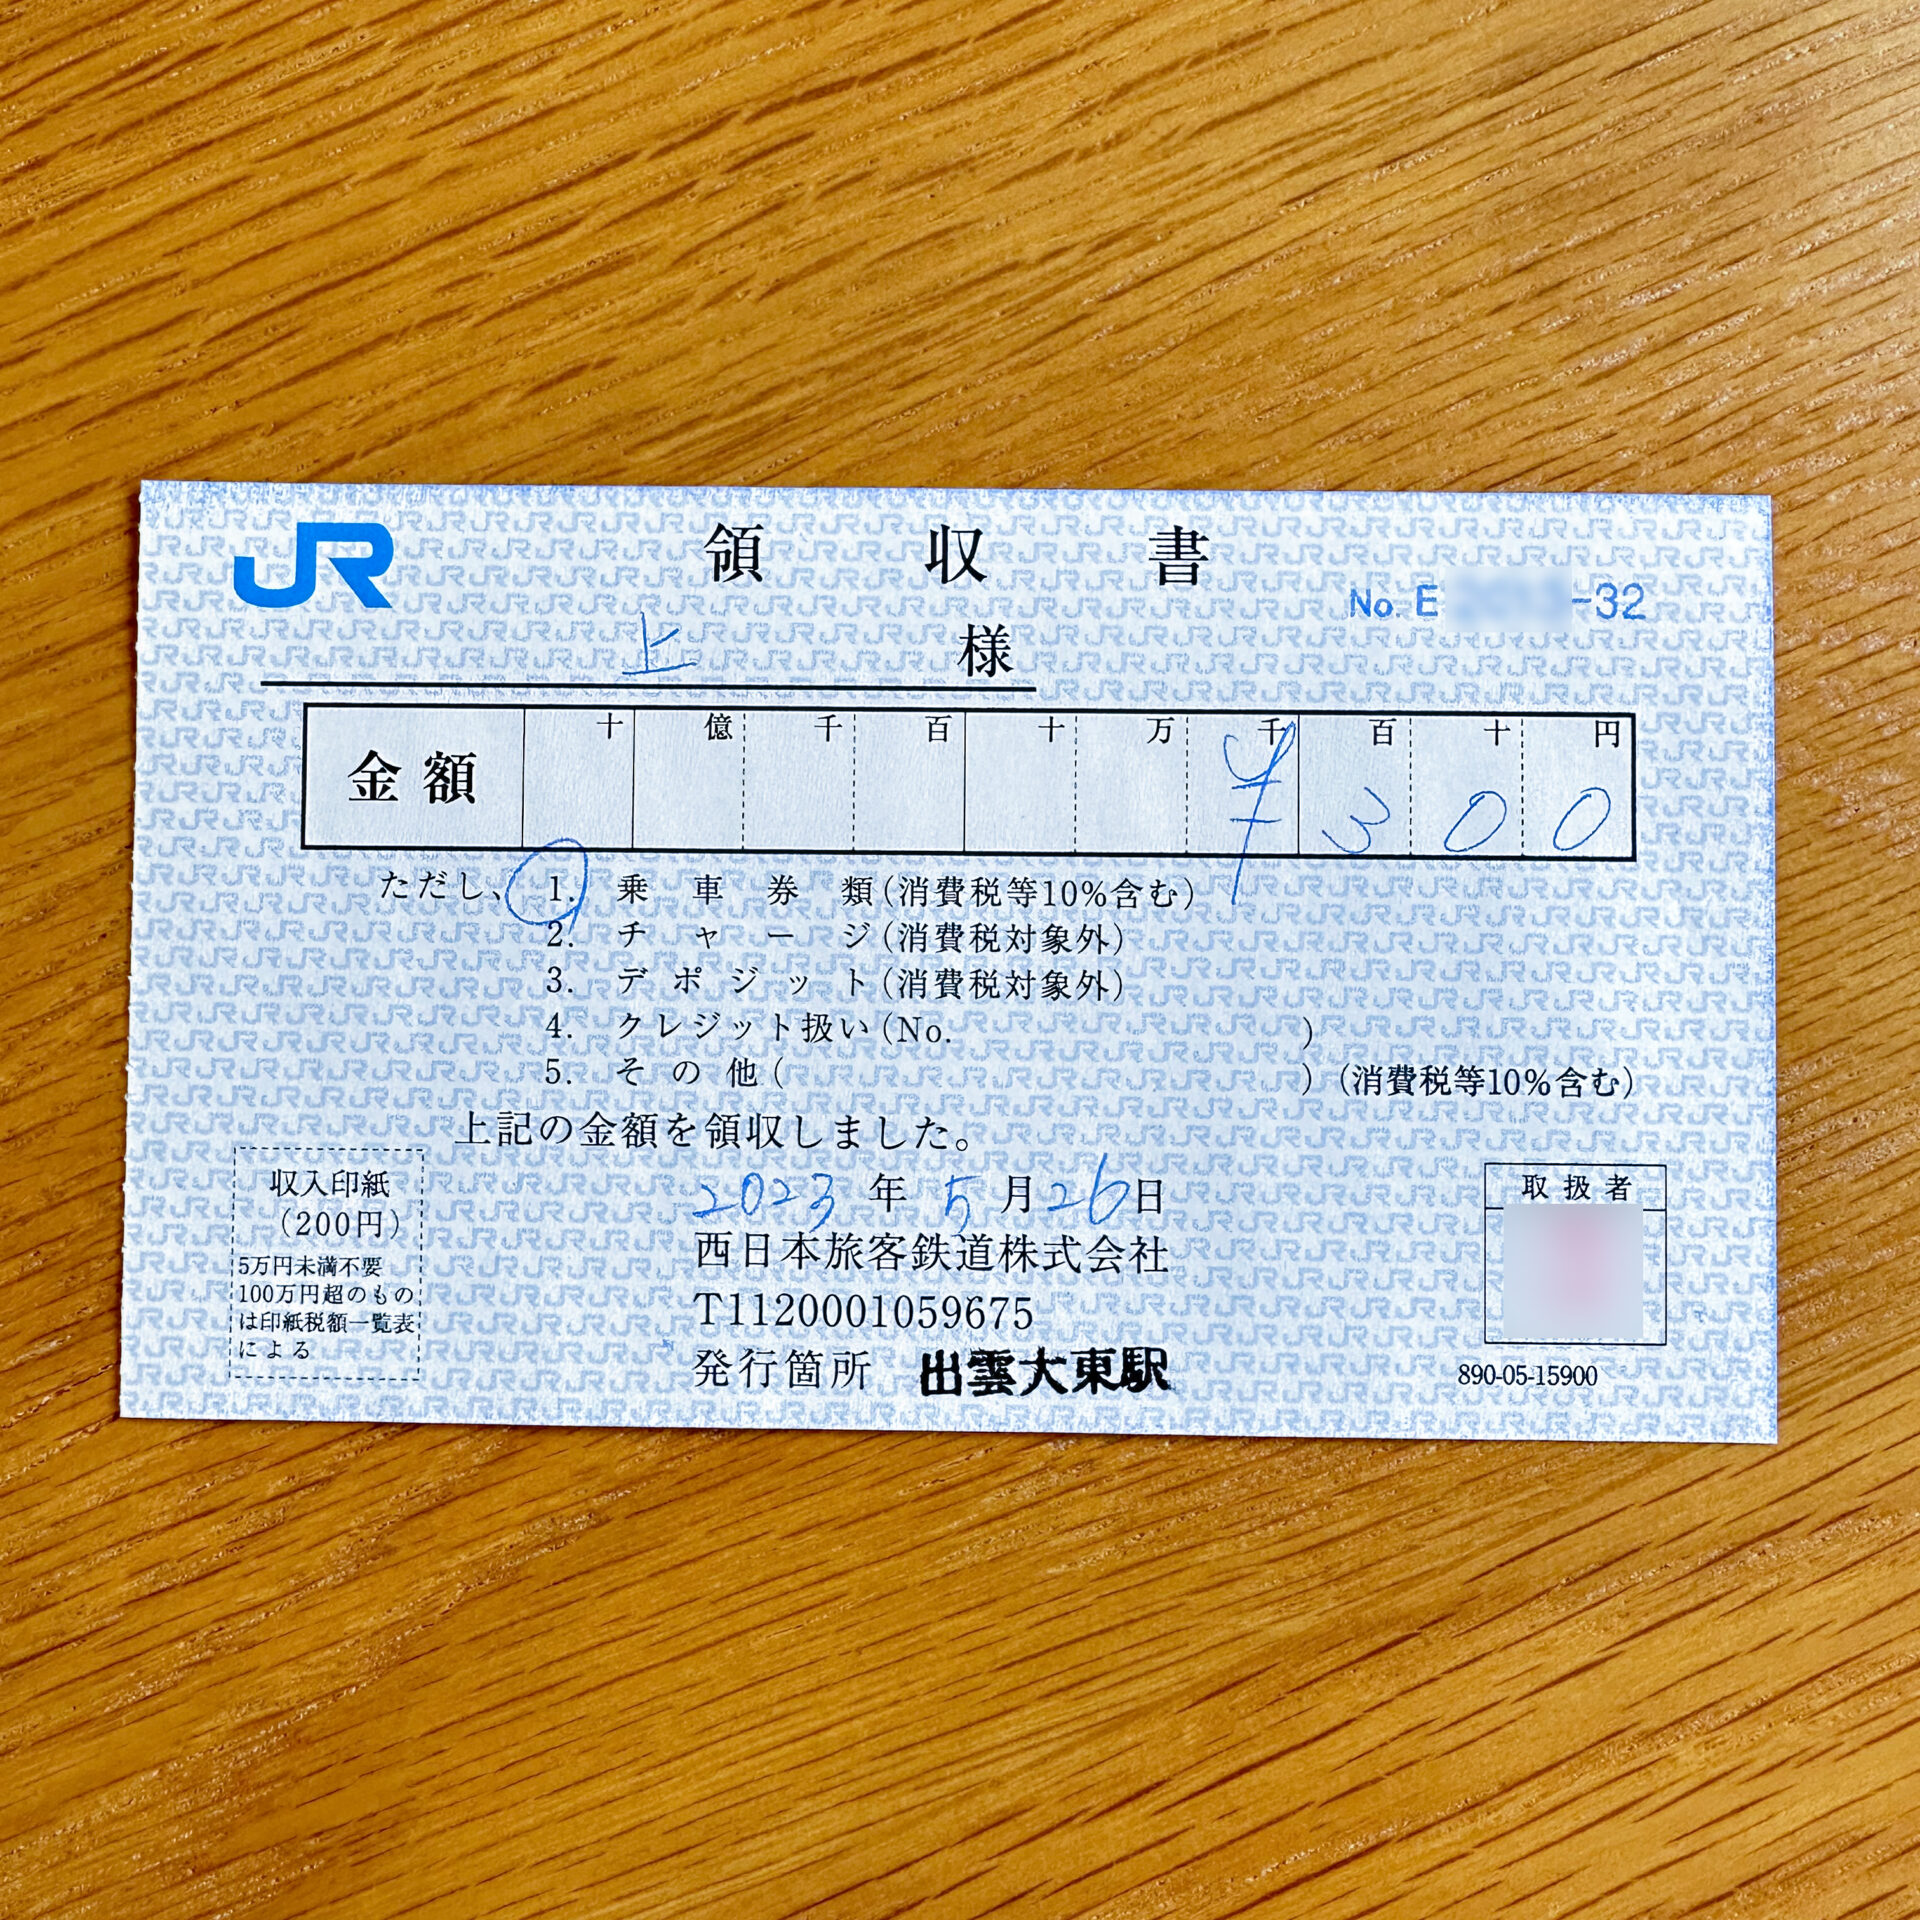 JR 領収書
No. E -32
上 様
十 億 千 百 十 万 千 百 十 円
金額 ¥300
ただし、 1. 乗車券類(消費税等10%含む)
2. チャージ(消費税対象外)
3. デポジット(消費税対象外)
4. クレジット扱い(No. )
5. その他( )(消費税等10%含む)
上記の金額を領収しました。
収入印紙
(200円)
5万円未満不要
100万円超のもの
は印紙税額一覧表
による
2023年5月26日
西日本旅客鉄道株式会社
T1120001059675
発行箇所 出雲大東駅
取扱者
890-05-15900